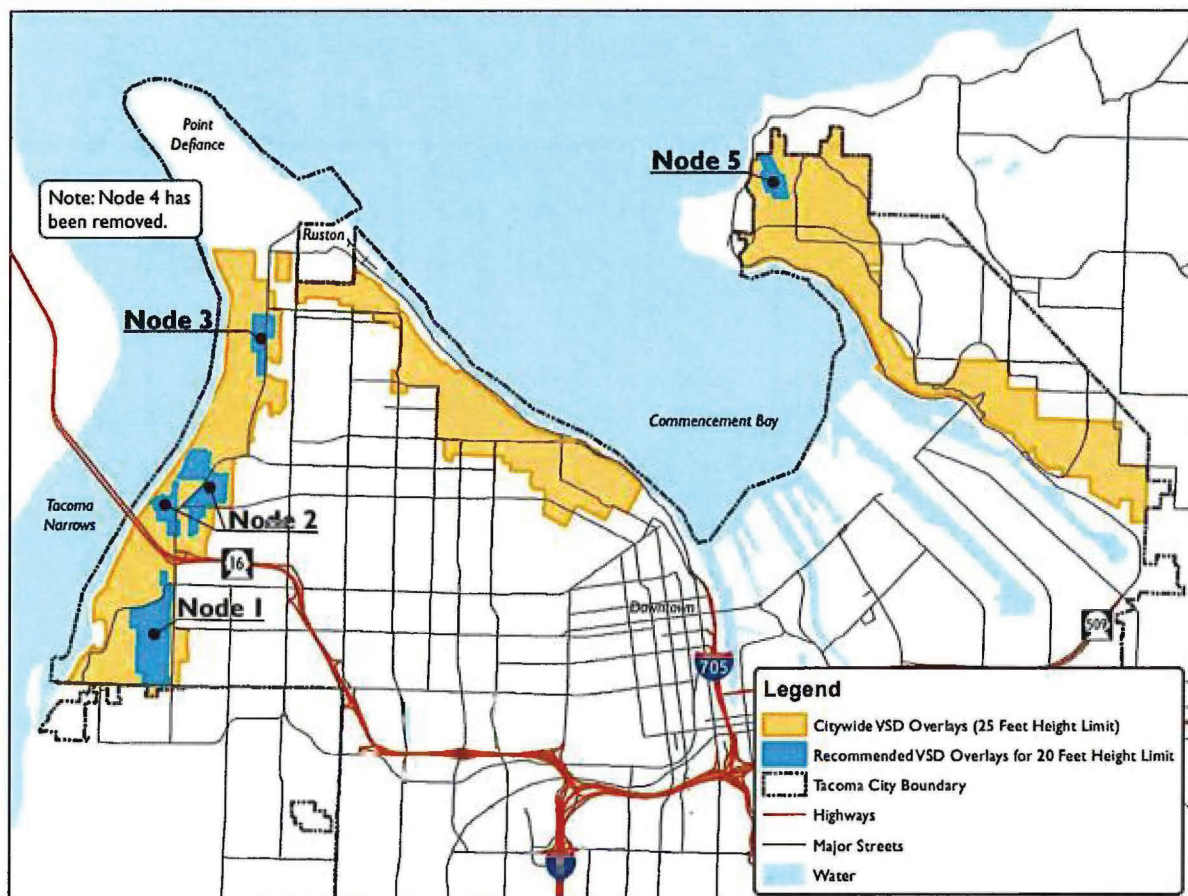 Point
Defiance
Note: Node 4 has
been removed.
Ruston
Node 5
Node 3
Commencement Bay
Tacoma
Narrows
Node 2
16
Node 1
Downtown
509
705
Legend
Citywide VSD Overlays (25 Feet Height Limit)
Recommended VSD Overlays for 20 Feet Height Limit
Tacoma City Boundary
Highways
Major Streets
Water